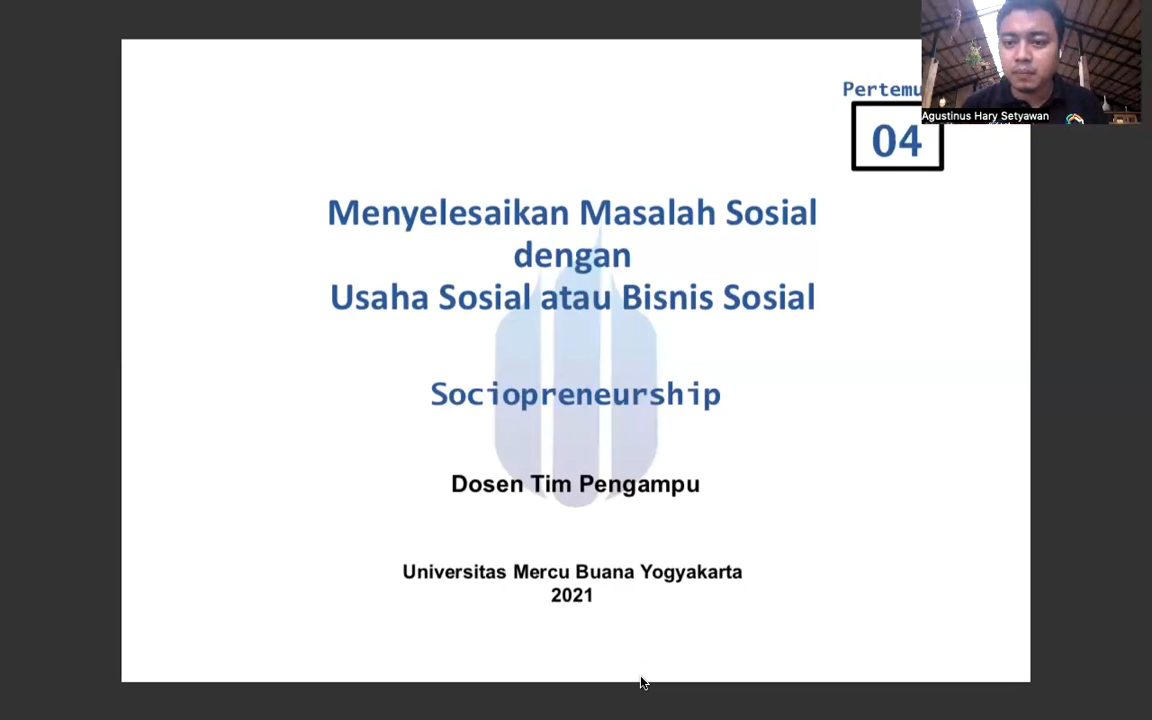 04
Agustinus Hary Setyawan
Menyelesaikan Masalah Sosial
dengan
Usaha Sosial atau Bisnis Sosial
Sociopreneurship
Dosen Tim Pengampu
Universitas Mercu Buana Yogyakarta
2021